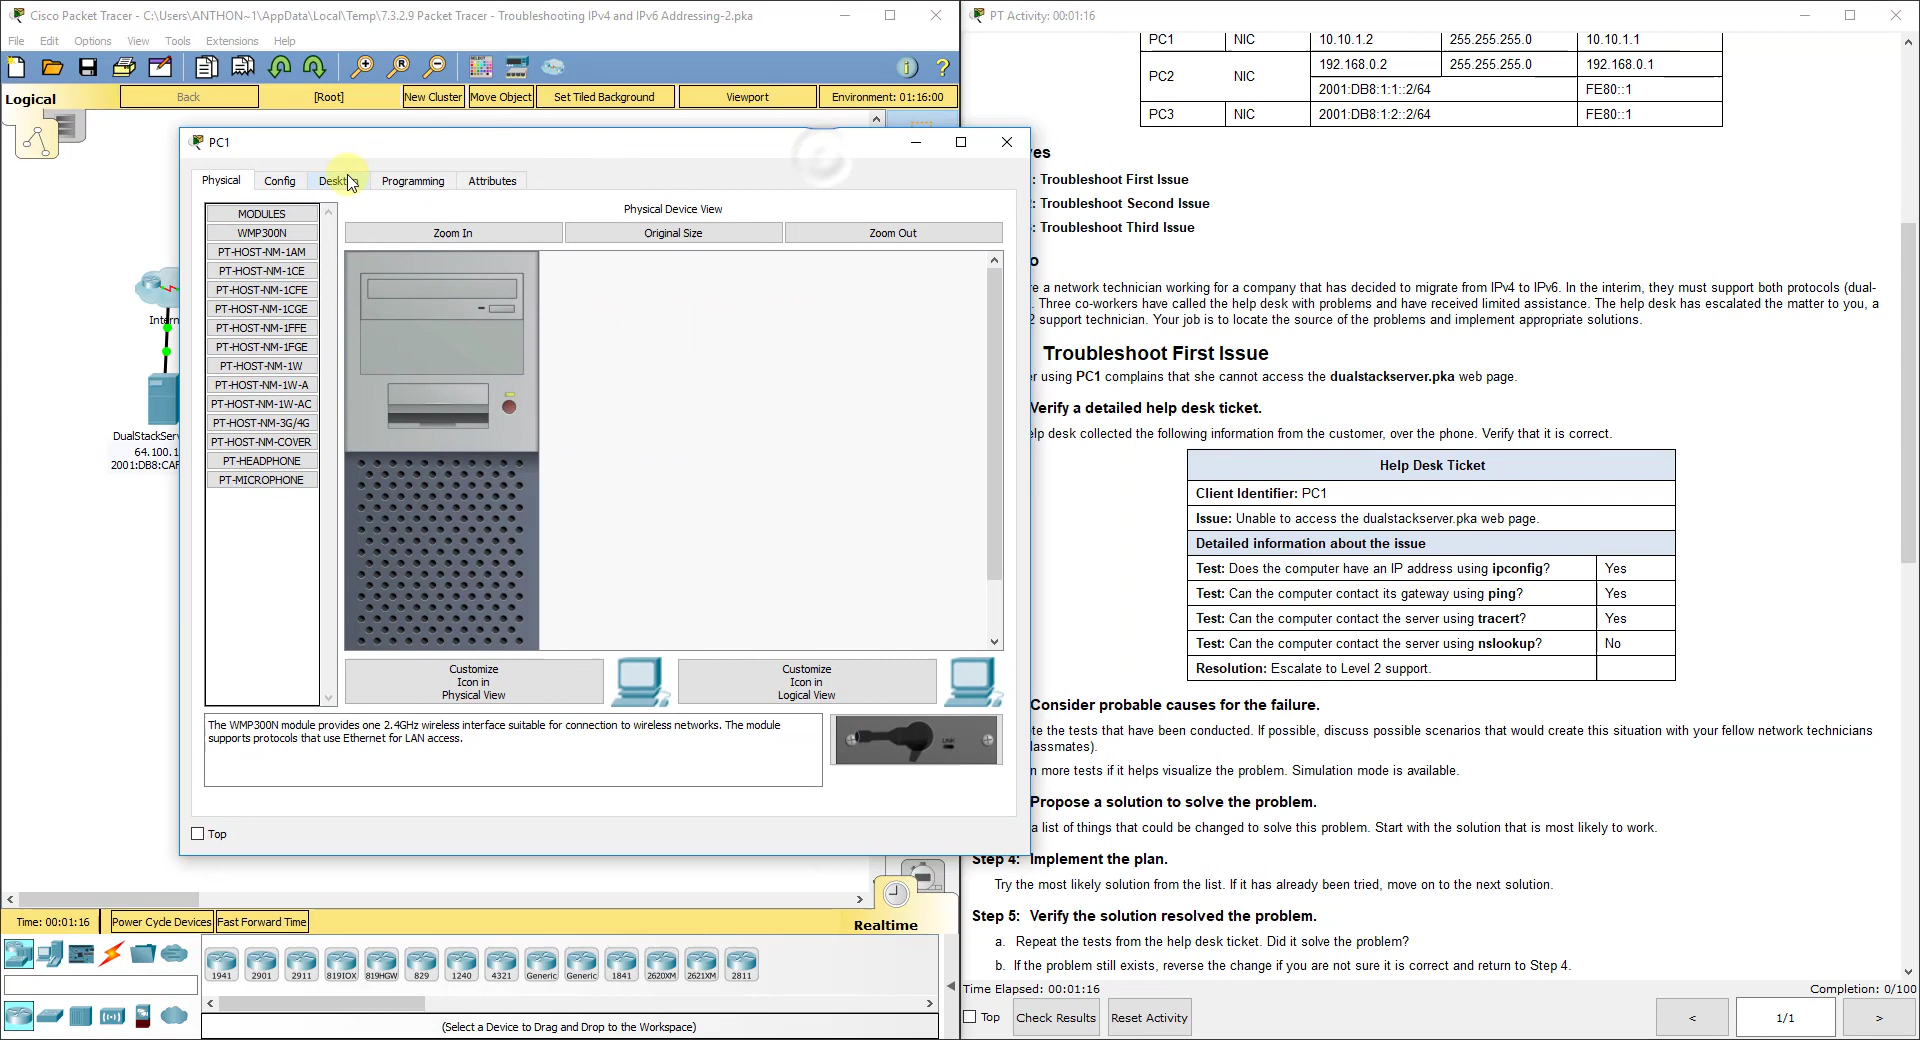 Cisco Packet Tracer - C:\Users\ANTHON~1\AppData\Local\Temp\7.3.2.9 Packet Tracer - Troubleshooting IPv4 and IPv6 Addressing-2.pka
File Edit Options View Tools Extensions Help
Logical Back [Root] New Cluster Move Object Set Tiled Background Viewport Environment: 01:16:00
PC1
Physical Config Programming Attributes
MODULES
WMP300N
PT-HOST-NM-1AM
PT-HOST-NM-1CE
PT-HOST-NM-1CFE
PT-HOST-NM-1CGE
PT-HOST-NM-1FFE
PT-HOST-NM-1FGE
PT-HOST-NM-1W
PT-HOST-NM-1W-A
PT-HOST-NM-1W-AC
PT-HOST-NM-3G/4G
PT-HOST-NM-COVER
PT-HEADPHONE
PT-MICROPHONE
Physical Device View
Zoom In Original Size Zoom Out
Customize
Icon in
Physical View
Customize
Icon in
Logical View
The WMP300N module provides one 2.4GHz wireless interface suitable for connection to wireless networks. The module
supports protocols that use Ethernet for LAN access.
Top
Intern
DualStackServ
64.100.1
2001:DB8:CAF
Time: 00:01:16 Power Cycle Devices Fast Forward Time Realtime
1941 2901 2911 819IOX 819HGW 829 1240 4321 Generic Generic 1841 2620XM 2621XM 2811
(Select a Device to Drag and Drop to the Workspace)
PT Activity: 00:01:16
PC1 NIC 10.10.1.2 255.255.255.0 10.10.1.1
PC2 NIC 192.168.0.2 255.255.255.0 192.168.0.1
2001:DB8:1:1::2/64 FE80::1
PC3 NIC 2001:DB8:1:2::2/64 FE80::1
ves
: Troubleshoot First Issue
: Troubleshoot Second Issue
: Troubleshoot Third Issue
o
e a network technician working for a company that has decided to migrate from IPv4 to IPv6. In the interim, they must support both protocols (dual-
. Three co-workers have called the help desk with problems and have received limited assistance. The help desk has escalated the matter to you, a
2 support technician. Your job is to locate the source of the problems and implement appropriate solutions.
Troubleshoot First Issue
er using PC1 complains that she cannot access the dualstackserver.pka web page.
Verify a detailed help desk ticket.
elp desk collected the following information from the customer, over the phone. Verify that it is correct.
Help Desk Ticket
Client Identifier: PC1
Issue: Unable to access the dualstackserver.pka web page.
Detailed information about the issue
Test: Does the computer have an IP address using ipconfig? Yes
Test: Can the computer contact its gateway using ping? Yes
Test: Can the computer contact the server using tracert? Yes
Test: Can the computer contact the server using nslookup? No
Resolution: Escalate to Level 2 support.
Consider probable causes for the failure.
te the tests that have been conducted. If possible, discuss possible scenarios that would create this situation with your fellow network technicians
lassmates).
n more tests if it helps visualize the problem. Simulation mode is available.
Propose a solution to solve the problem.
a list of things that could be changed to solve this problem. Start with the solution that is most likely to work.
Step 4: Implement the plan.
Try the most likely solution from the list. If it has already been tried, move on to the next solution.
Step 5: Verify the solution resolved the problem.
a. Repeat the tests from the help desk ticket. Did it solve the problem?
b. If the problem still exists, reverse the change if you are not sure it is correct and return to Step 4.
Time Elapsed: 00:01:16 Completion: 0/100
Top Check Results Reset Activity < 1/1 >